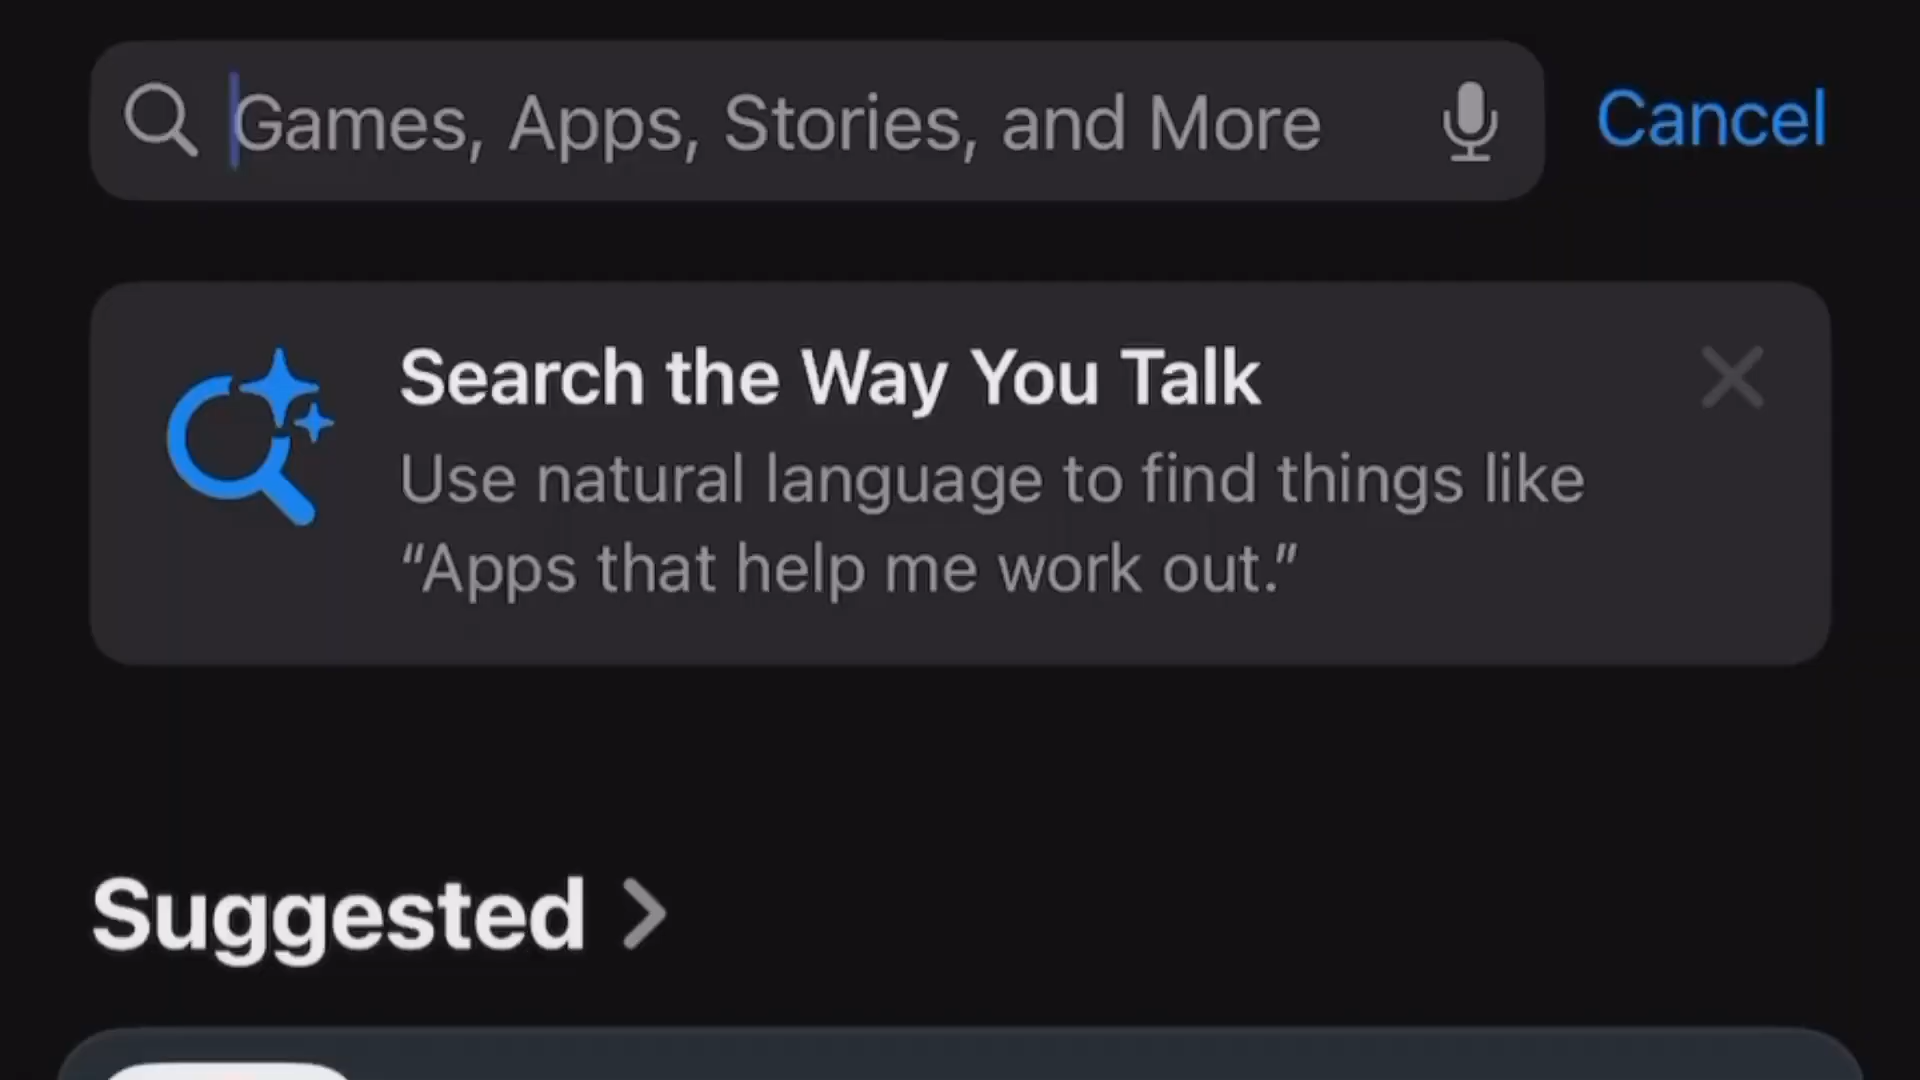 Games, Apps, Stories, and More
Cancel
Search the Way You Talk
Use natural language to find things like
“Apps that help me work out.”
Suggested